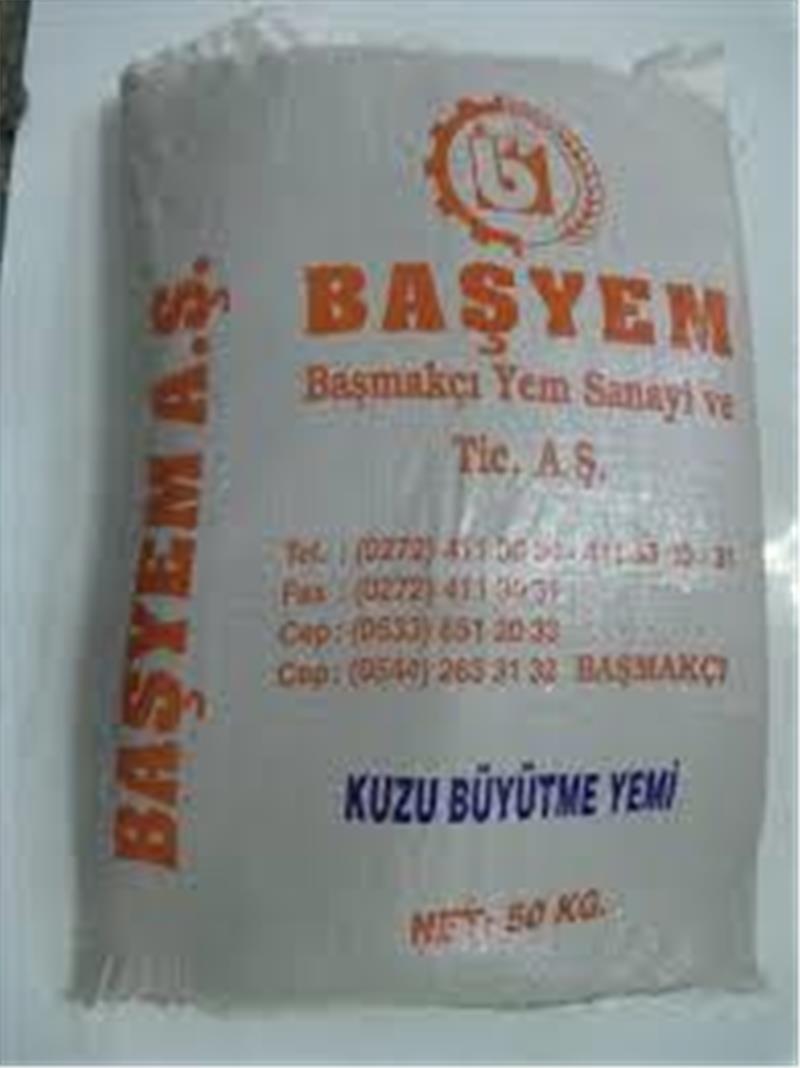 BAŞYEM A.Ş.
BAŞYEM
Başmakçı Yem Sanayi ve
Tic. A.Ş.
Tel. : (0272) 411
Fax : (0272) 411
Cep : (0533) 651 20 33
Cep : (0544) 263 31 32 BAŞMAKÇI
KUZU BÜYÜTME YEMİ
NET: 50 KG.